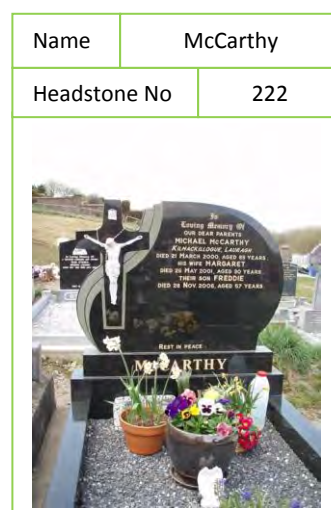 Name McCarthy
Headstone No 222
In
Loving Memory Of
OUR DEAR PARENTS
MICHAEL McCARTHY
KILMACKILLOGUE, LAURAGH
DIED 21 MARCH 2000, AGED 89 YEARS
HIS WIFE MARGARET
DIED 25 MAY 2001, AGED 90 YEARS
THEIR SON FREDDIE
DIED 28 NOV. 2008, AGED 57 YEARS
REST IN PEACE
McCARTHY